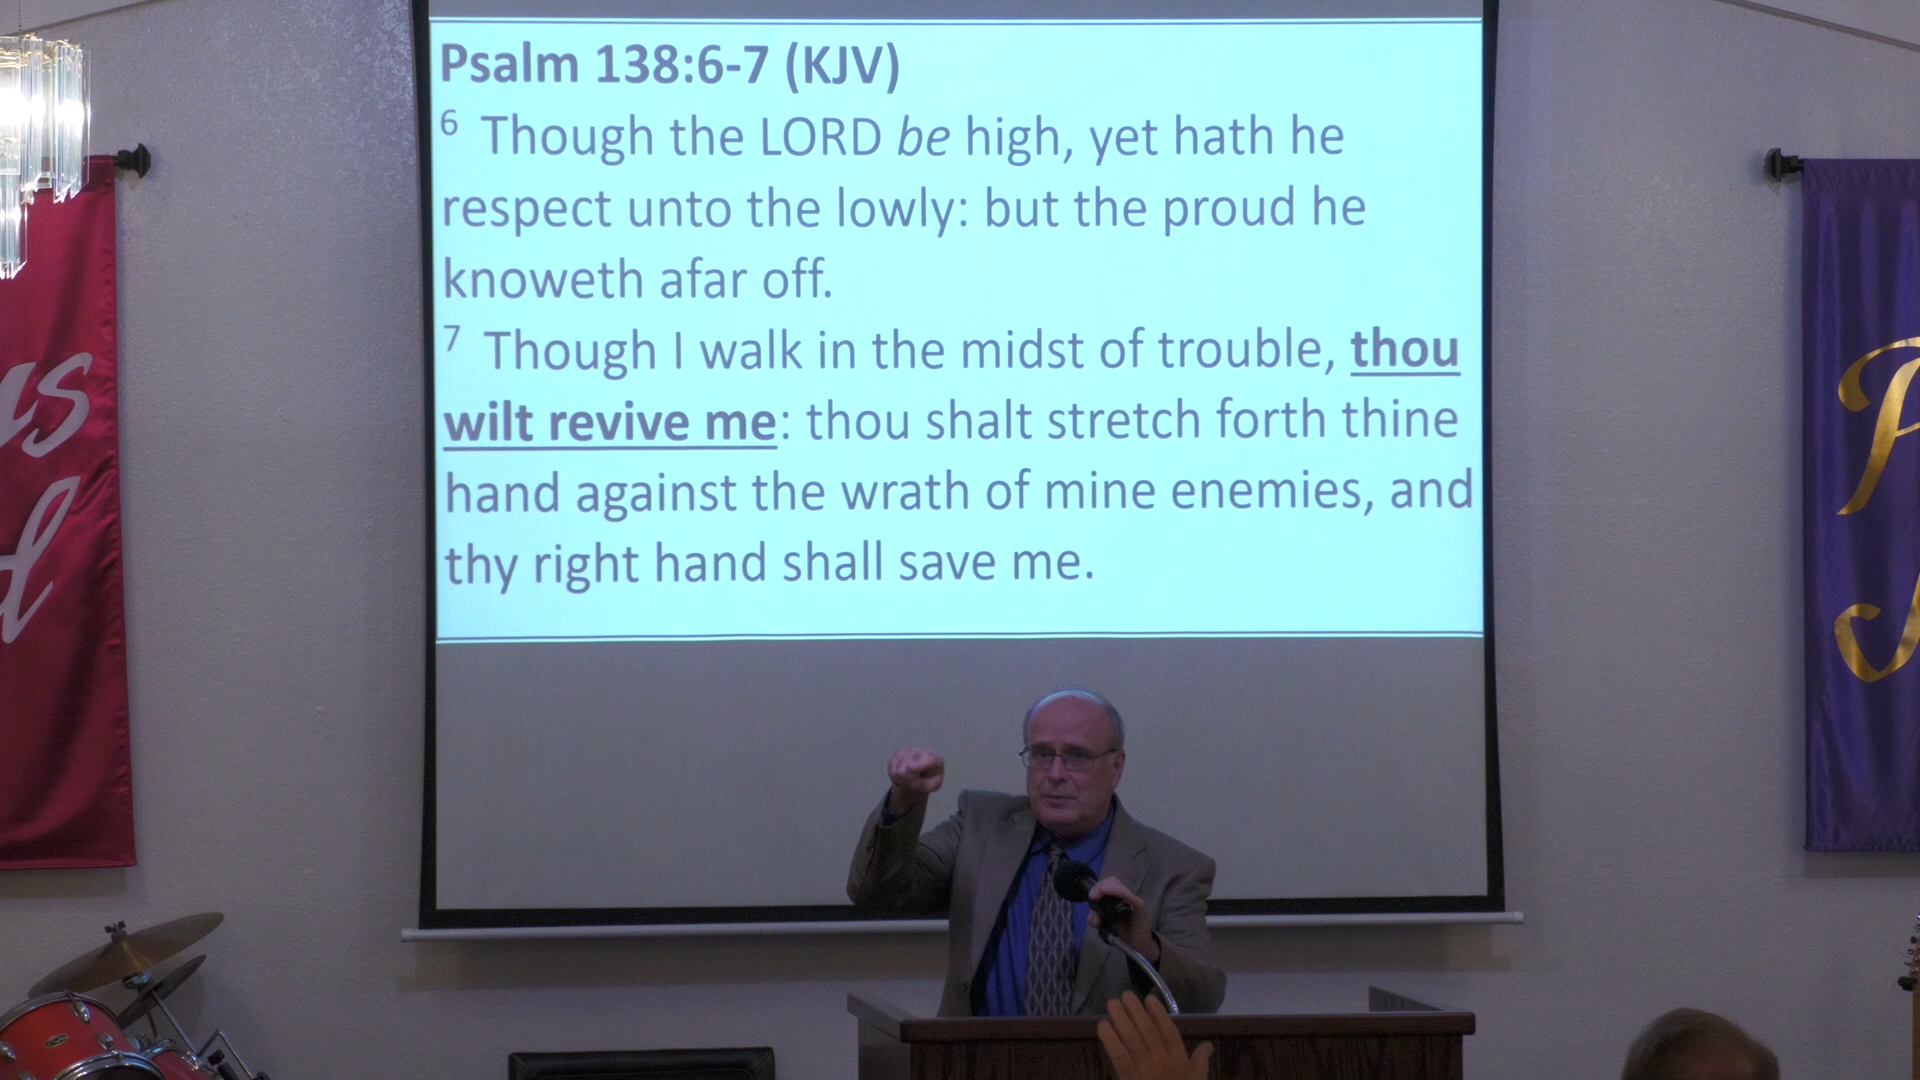 Psalm 138:6-7 (KJV)
6 Though the LORD be high, yet hath he
respect unto the lowly: but the proud he
knoweth afar off.
7 Though I walk in the midst of trouble, thou
wilt revive me: thou shalt stretch forth thine
hand against the wrath of mine enemies, and
thy right hand shall save me.